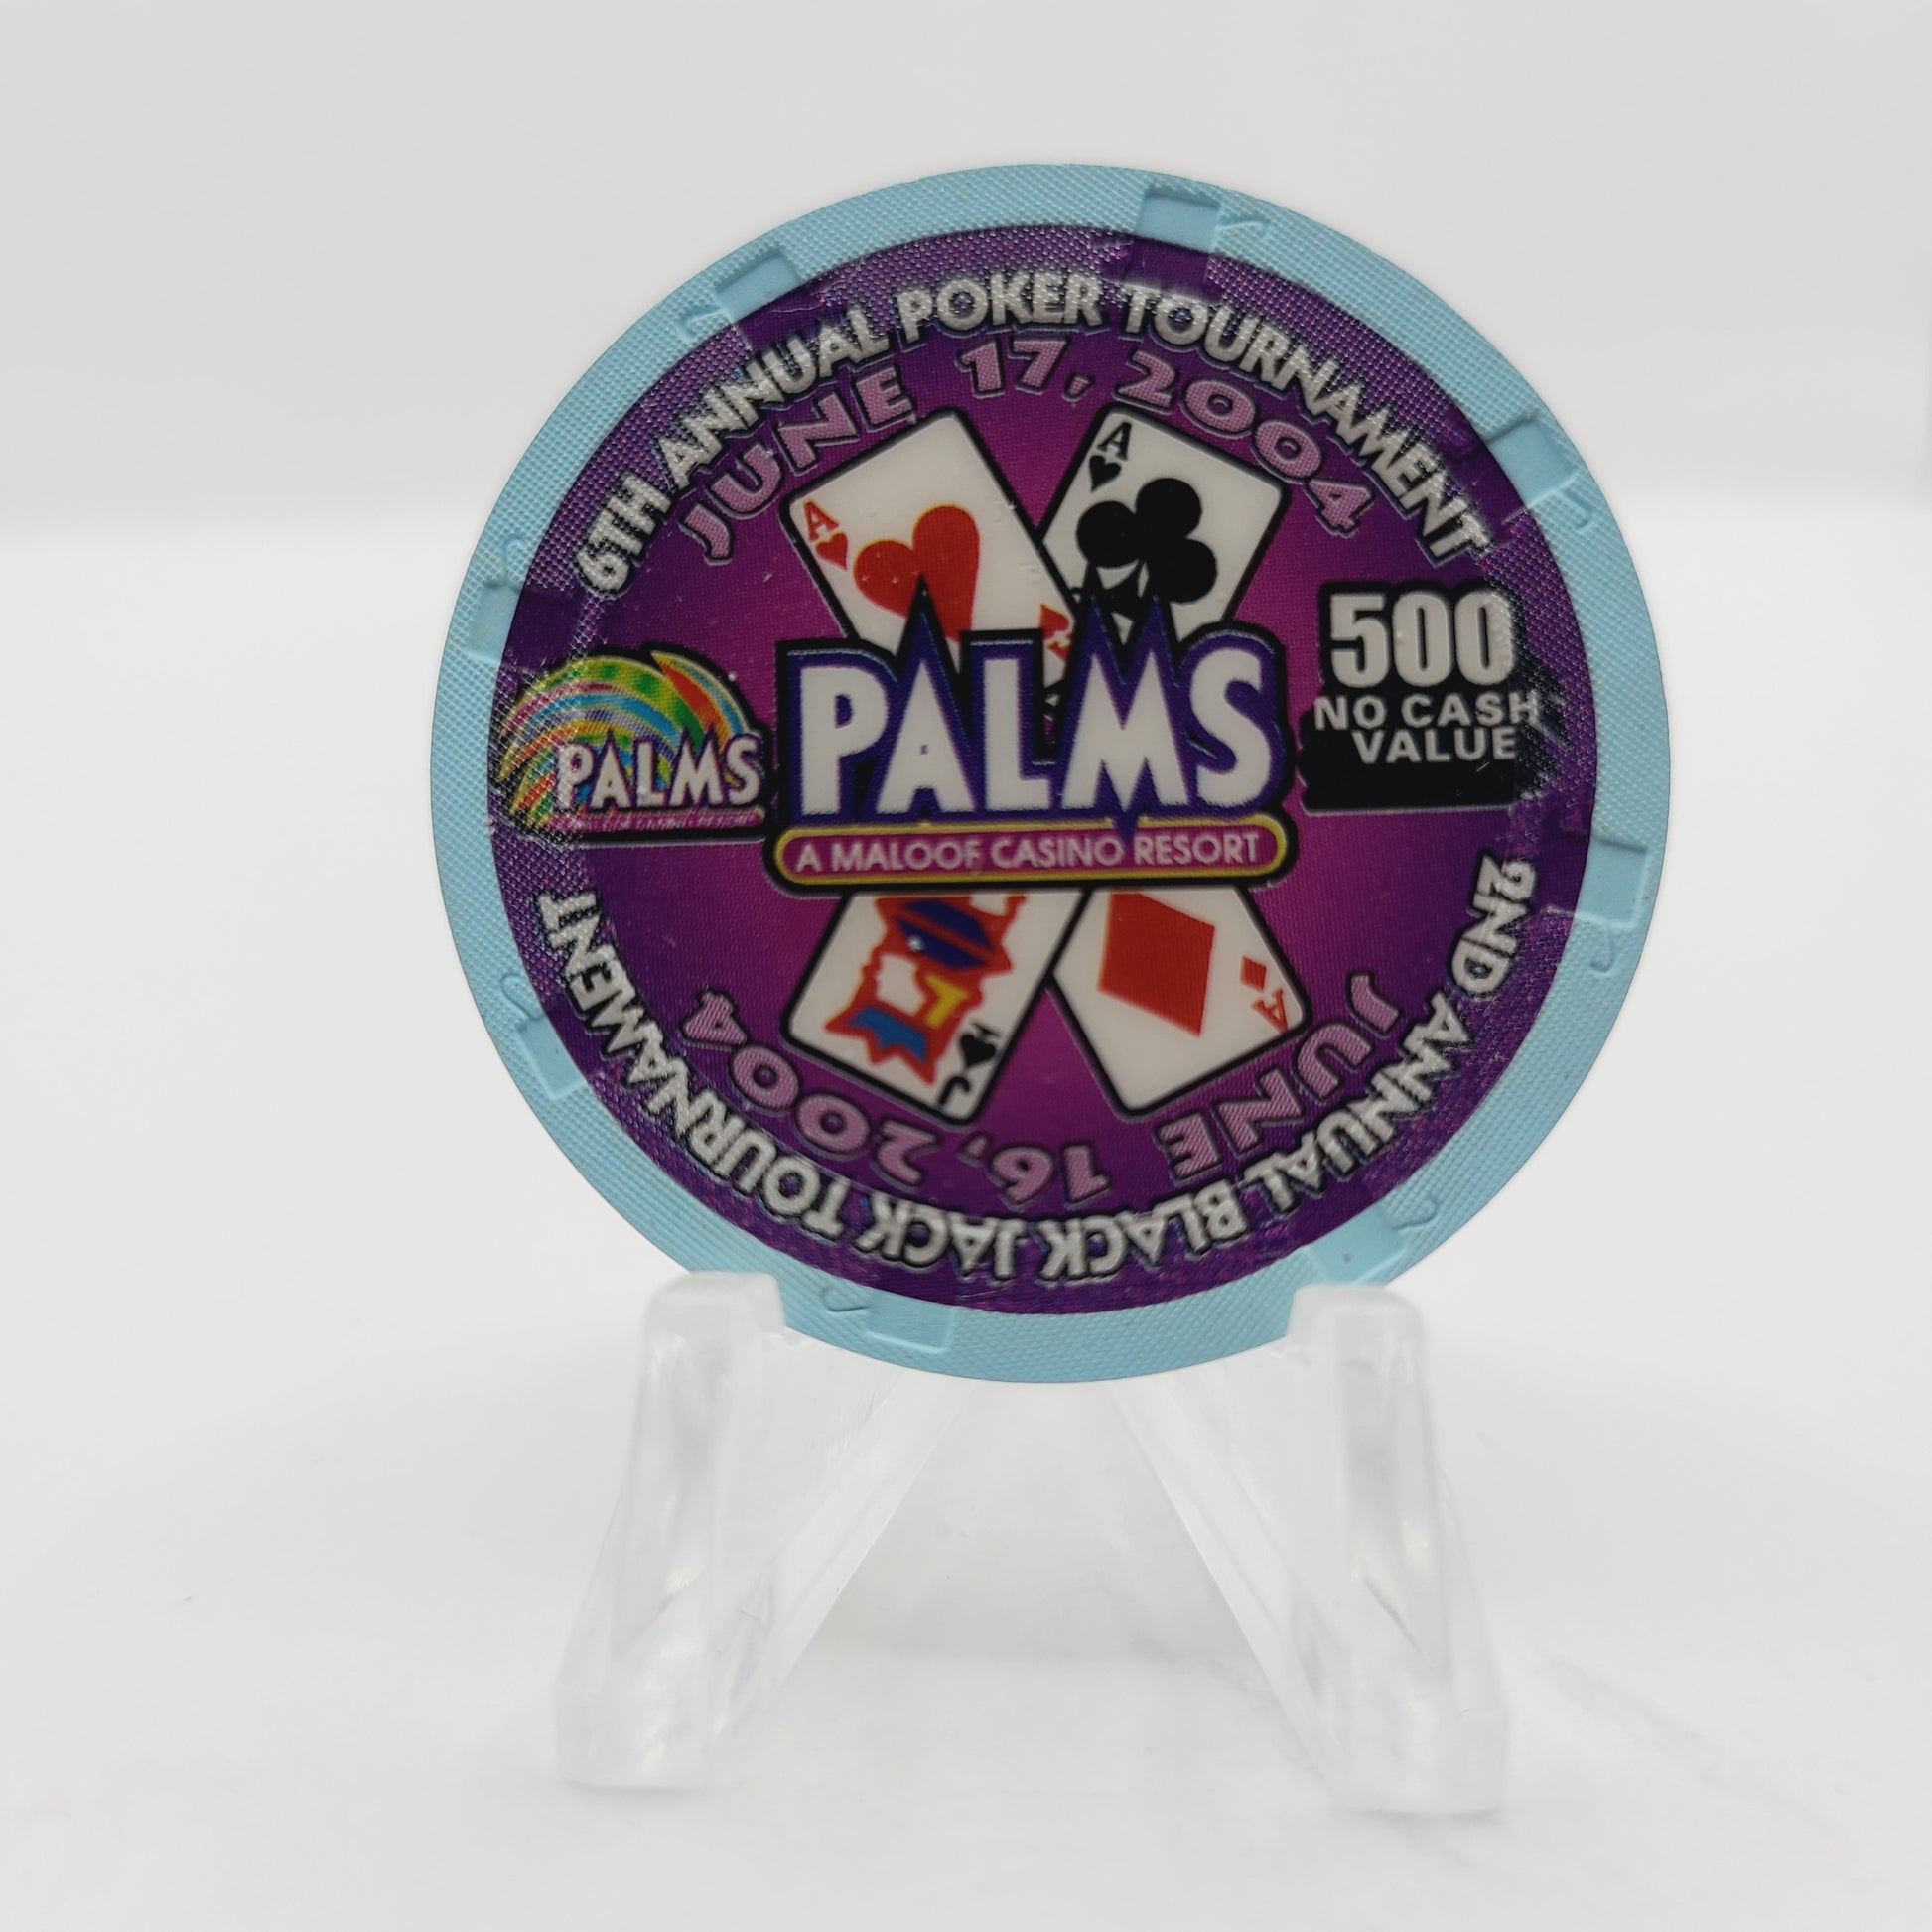 6TH ANNUAL POKER TOURNAMENT
JUNE 17, 2004
A
A
500
NO CASH
VALUE
PALMS
PALMS
A MALOOF CASINO RESORT
J
A
2ND ANNUAL BLACK JACK TOURNAMENT
JUNE 16, 2004